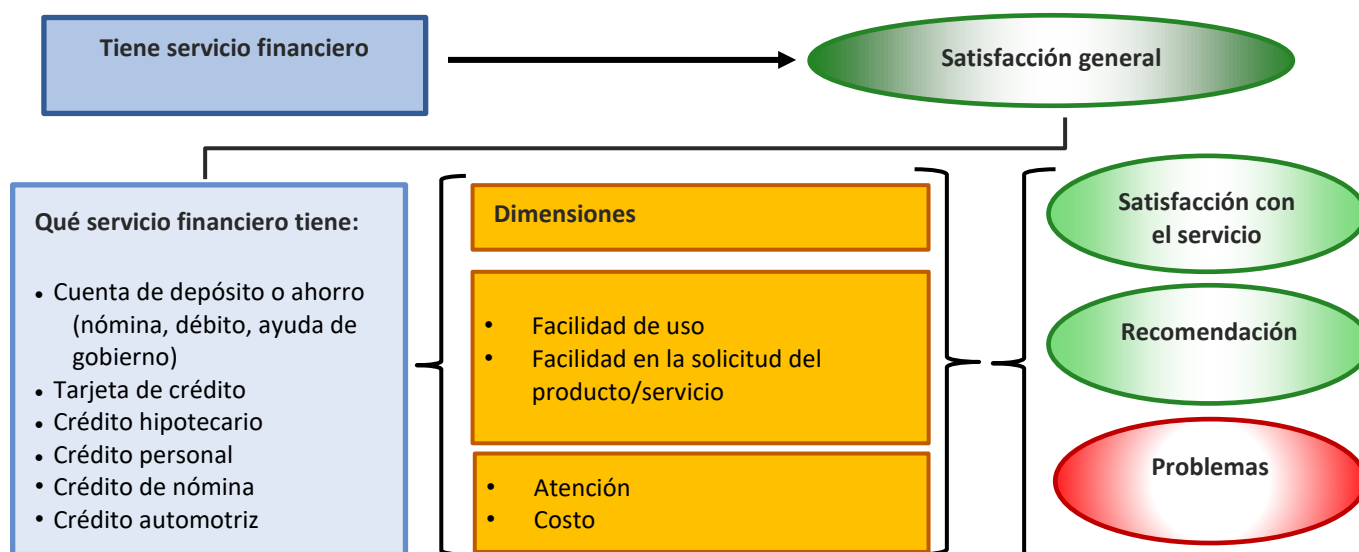 Tiene servicio financiero
Satisfacción general
Qué servicio financiero tiene:
• Cuenta de depósito o ahorro
(nómina, débito, ayuda de
gobierno)
• Tarjeta de crédito
• Crédito hipotecario
• Crédito personal
• Crédito de nómina
• Crédito automotriz
Dimensiones
• Facilidad de uso
• Facilidad en la solicitud del
producto/servicio
• Atención
• Costo
Satisfacción con
el servicio
Recomendación
Problemas